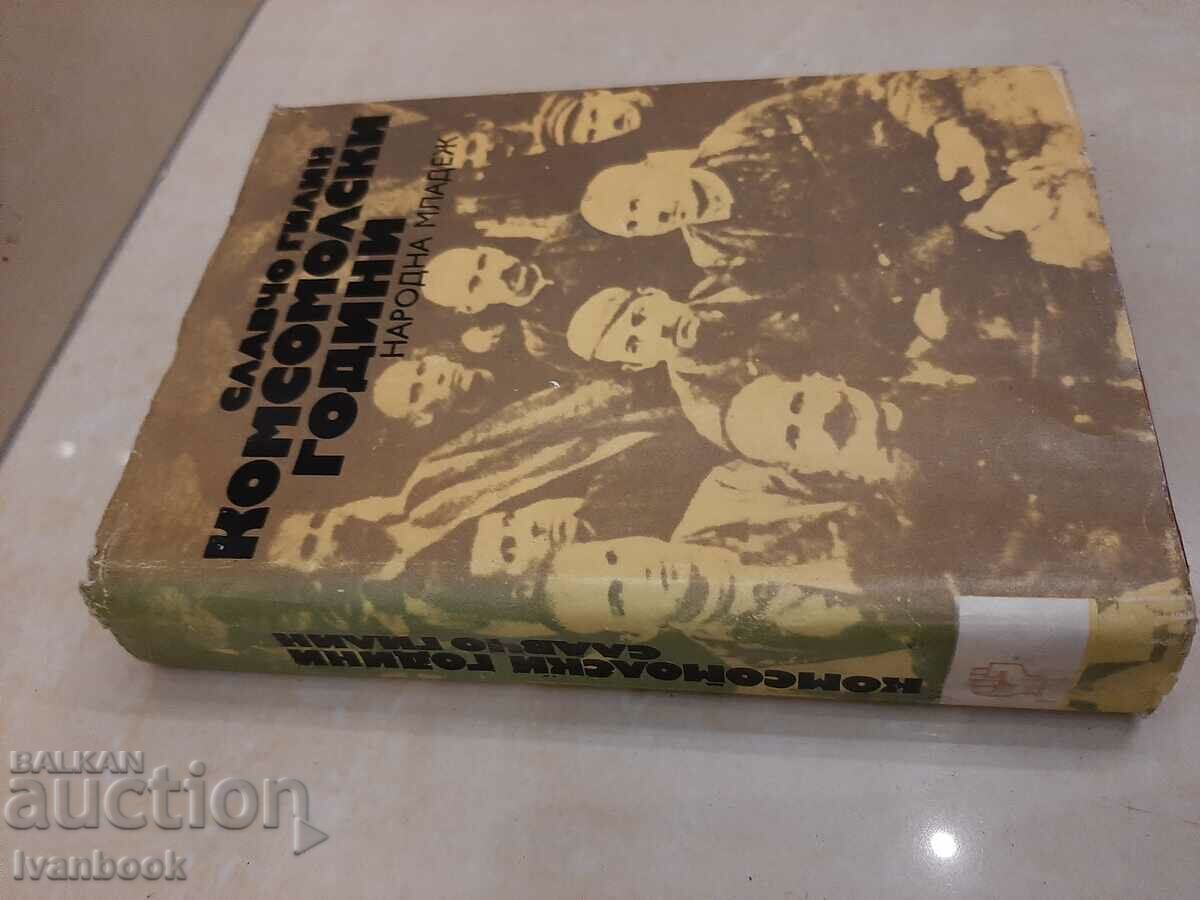 СЛАВЧО ГИЛИН
КОМСОМОЛСКИ
ГОДИНИ
НАРОДНА МЛАДЕЖ
КОМСОМОЛСКИ ГОДИНИ
СЛАВЧО ГИЛИН
BALKAN
auction
Ivanbook